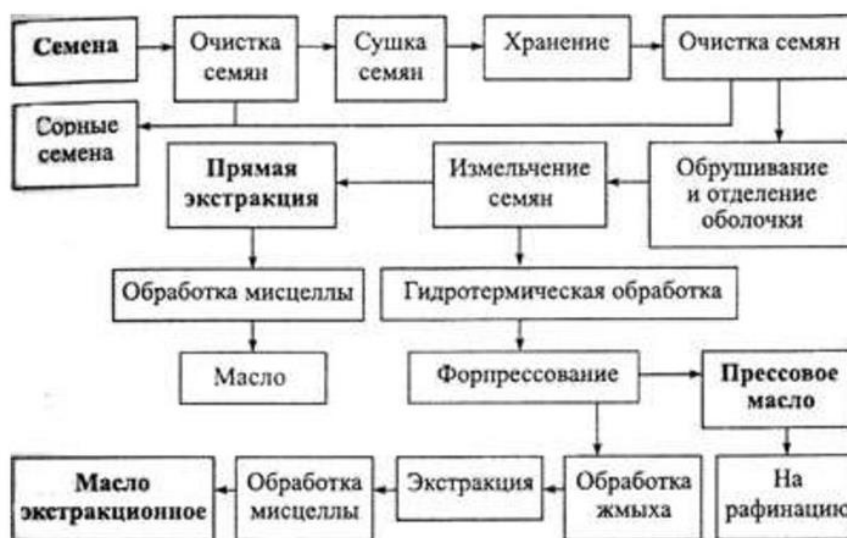 Семена
Очистка
семян
Сушка
семян
Хранение
Очистка семян
Сорные
семена
Прямая
экстракция
Измельчение
семян
Обрушивание
и отделение
оболочки
Обработка мисцеллы
Гидротермическая обработка
Масло
Форпрессование
Прессовое
масло
Масло
экстракционное
Обработка
мисцеллы
Экстракция
Обработка
жмыха
На
рафинацию